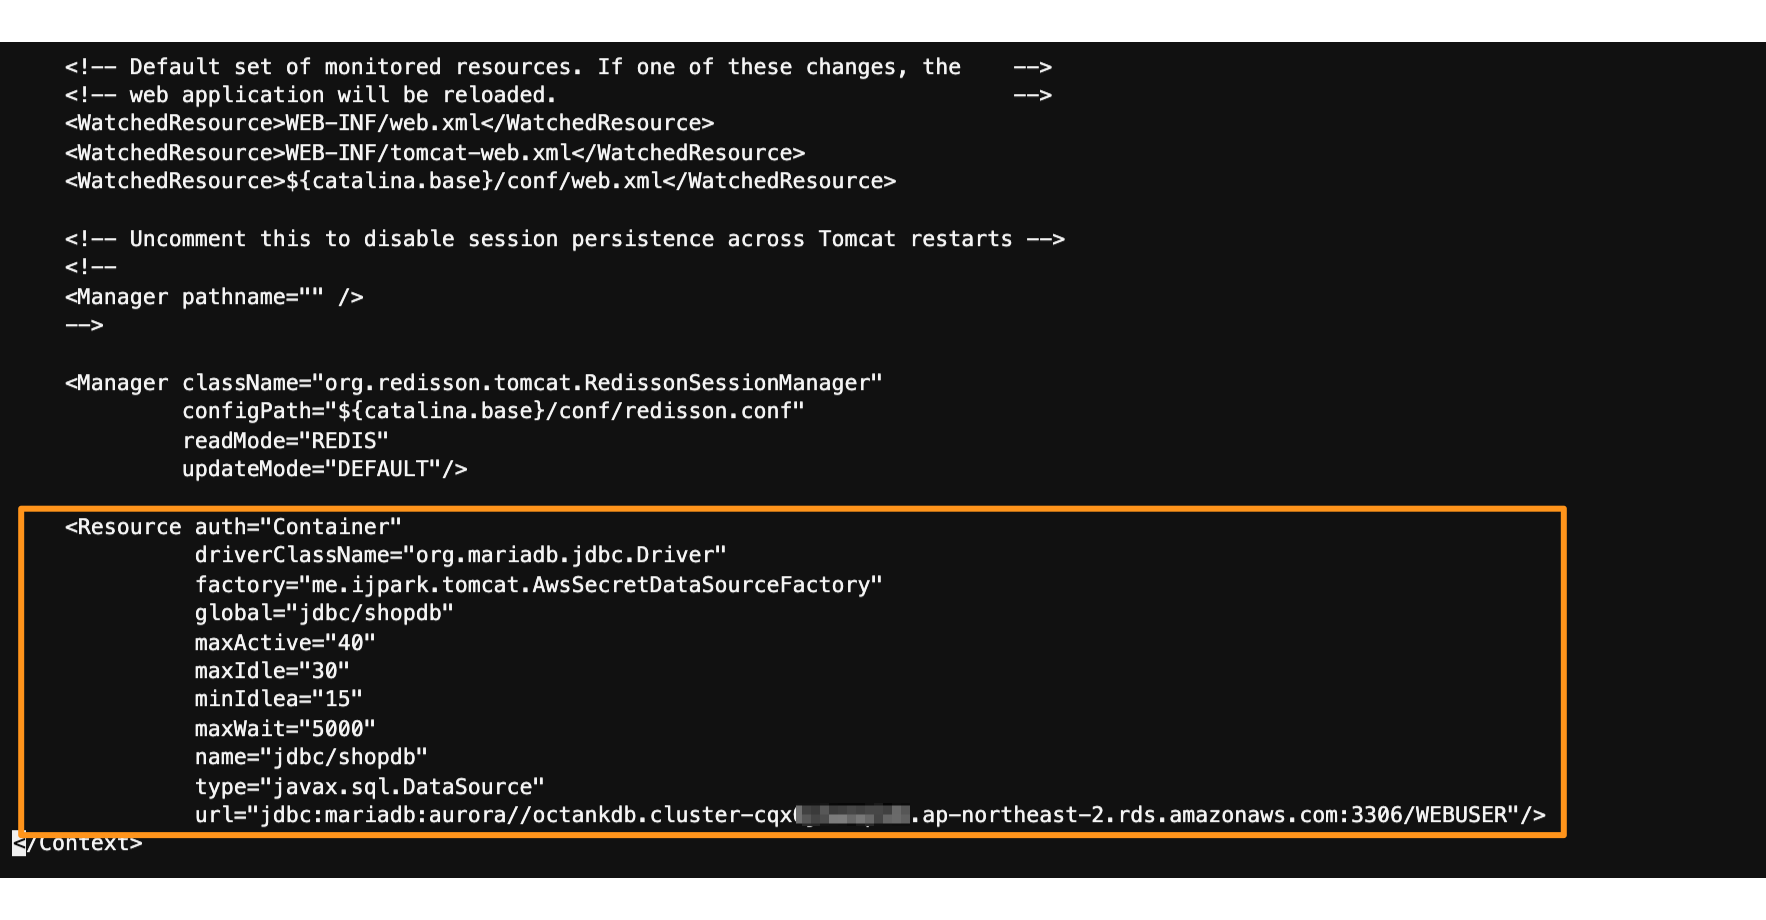 <!-- Default set of monitored resources. If one of these changes, the    -->
<!-- web application will be reloaded.                                   -->
<WatchedResource>WEB-INF/web.xml</WatchedResource>
<WatchedResource>WEB-INF/tomcat-web.xml</WatchedResource>
<WatchedResource>${catalina.base}/conf/web.xml</WatchedResource>
<!-- Uncomment this to disable session persistence across Tomcat restarts -->
<!--
<Manager pathname="" />
-->
<Manager className="org.redisson.tomcat.RedissonSessionManager"
configPath="${catalina.base}/conf/redisson.conf"
readMode="REDIS"
updateMode="DEFAULT"/>
<Resource auth="Container"
driverClassName="org.mariadb.jdbc.Driver"
factory="me.ijpark.tomcat.AwsSecretDataSourceFactory"
global="jdbc/shopdb"
maxActive="40"
maxIdle="30"
minIdlea="15"
maxWait="5000"
name="jdbc/shopdb"
type="javax.sql.DataSource"
url="jdbc:mariadb:aurora//octankdb.cluster-cqx .ap-northeast-2.rds.amazonaws.com:3306/WEBUSER"/>
</Context>